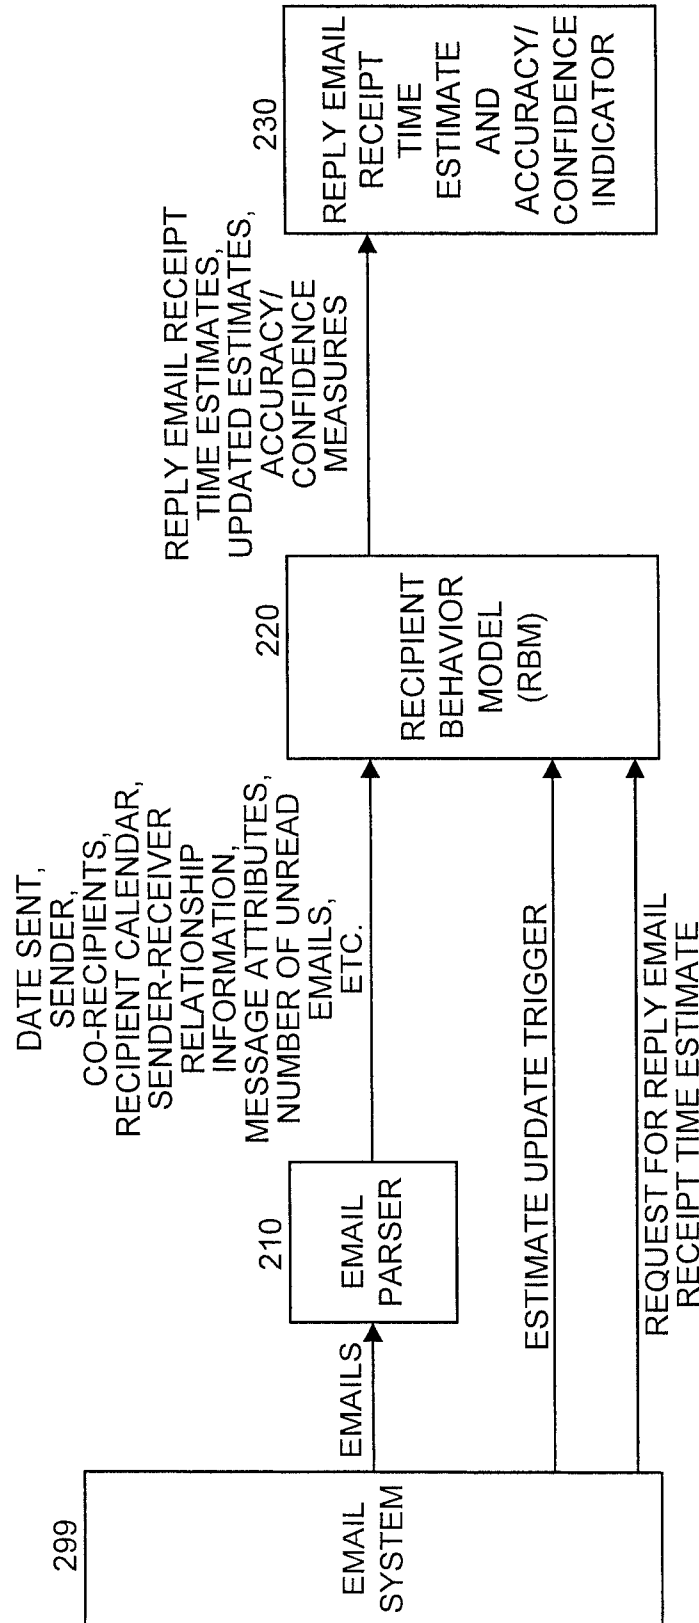 299
EMAIL
SYSTEM
EMAILS
210
EMAIL
PARSER
DATE SENT,
SENDER,
CO-RECIPIENTS,
RECIPIENT CALENDAR,
SENDER-RECEIVER
RELATIONSHIP
INFORMATION,
MESSAGE ATTRIBUTES,
NUMBER OF UNREAD
EMAILS,
ETC.
ESTIMATE UPDATE TRIGGER
REQUEST FOR REPLY EMAIL
RECEIPT TIME ESTIMATE
220
RECIPIENT
BEHAVIOR
MODEL
(RBM)
REPLY EMAIL RECEIPT
TIME ESTIMATES,
UPDATED ESTIMATES,
ACCURACY/
CONFIDENCE
MEASURES
230
REPLY EMAIL
RECEIPT
TIME
ESTIMATE
AND
ACCURACY/
CONFIDENCE
INDICATOR